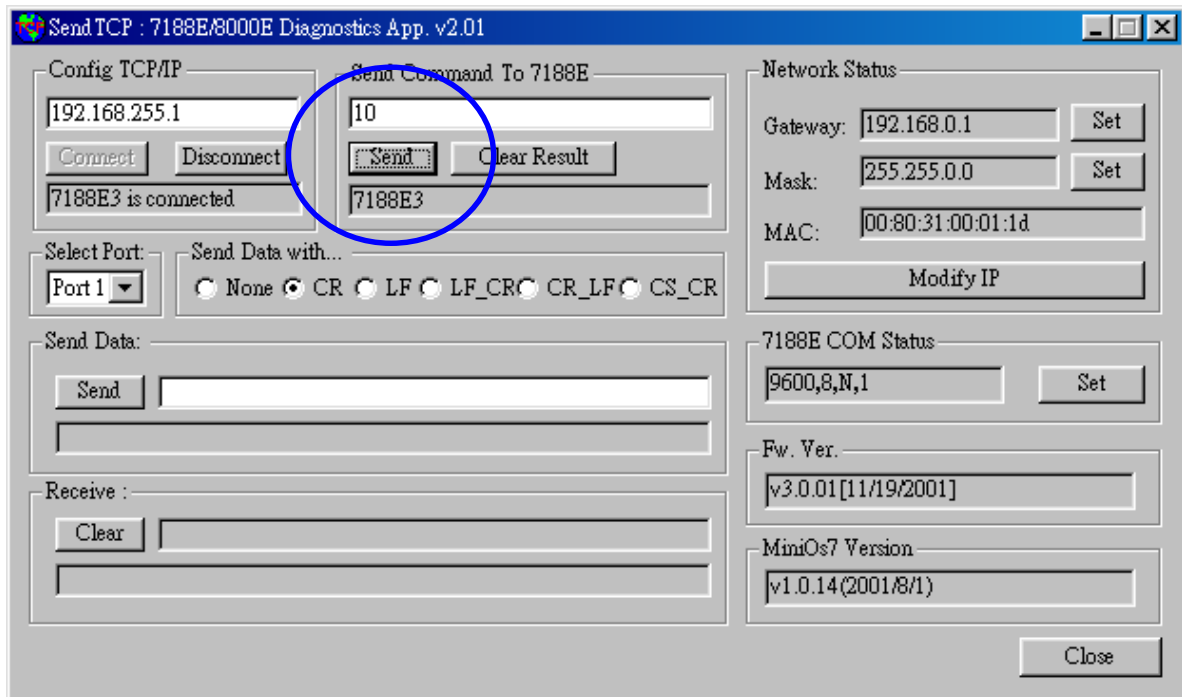 SendTCP : 7188E/8000E Diagnostics App. v2.01
Config TCP/IP
192.168.255.1
Connect Disconnect
7188E3 is connected
Send Command To 7188E
10
Send Clear Result
7188E3
Select Port:
Port 1
Send Data with...
None CR LF LF_CR CR_LF CS_CR
Send Data:
Send
Receive :
Clear
Network Status
Gateway: 192.168.0.1 Set
Mask: 255.255.0.0 Set
MAC: 00:80:31:00:01:1d
Modify IP
7188E COM Status
9600,8,N,1 Set
Fw. Ver.
v3.0.01[11/19/2001]
MiniOs7 Version
v1.0.14(2001/8/1)
Close